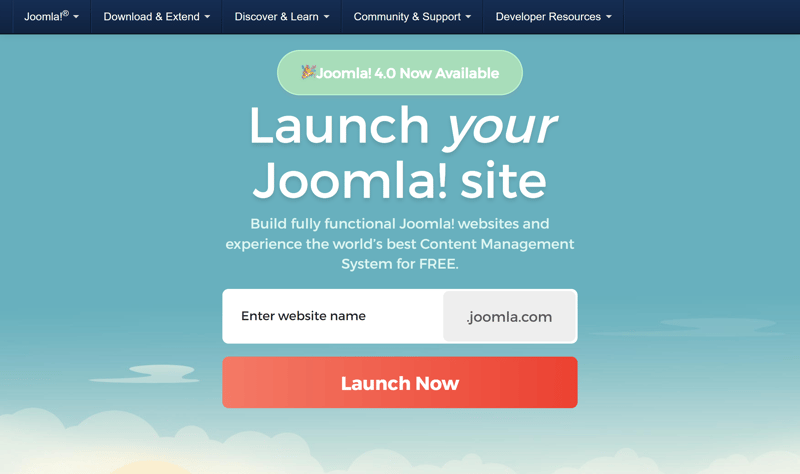 Joomla!® Download & Extend Discover & Learn Community & Support Developer Resources
🎉Joomla! 4.0 Now Available
Launch your
Joomla! site
Build fully functional Joomla! websites and
experience the world's best Content Management
System for FREE.
Enter website name .joomla.com
Launch Now